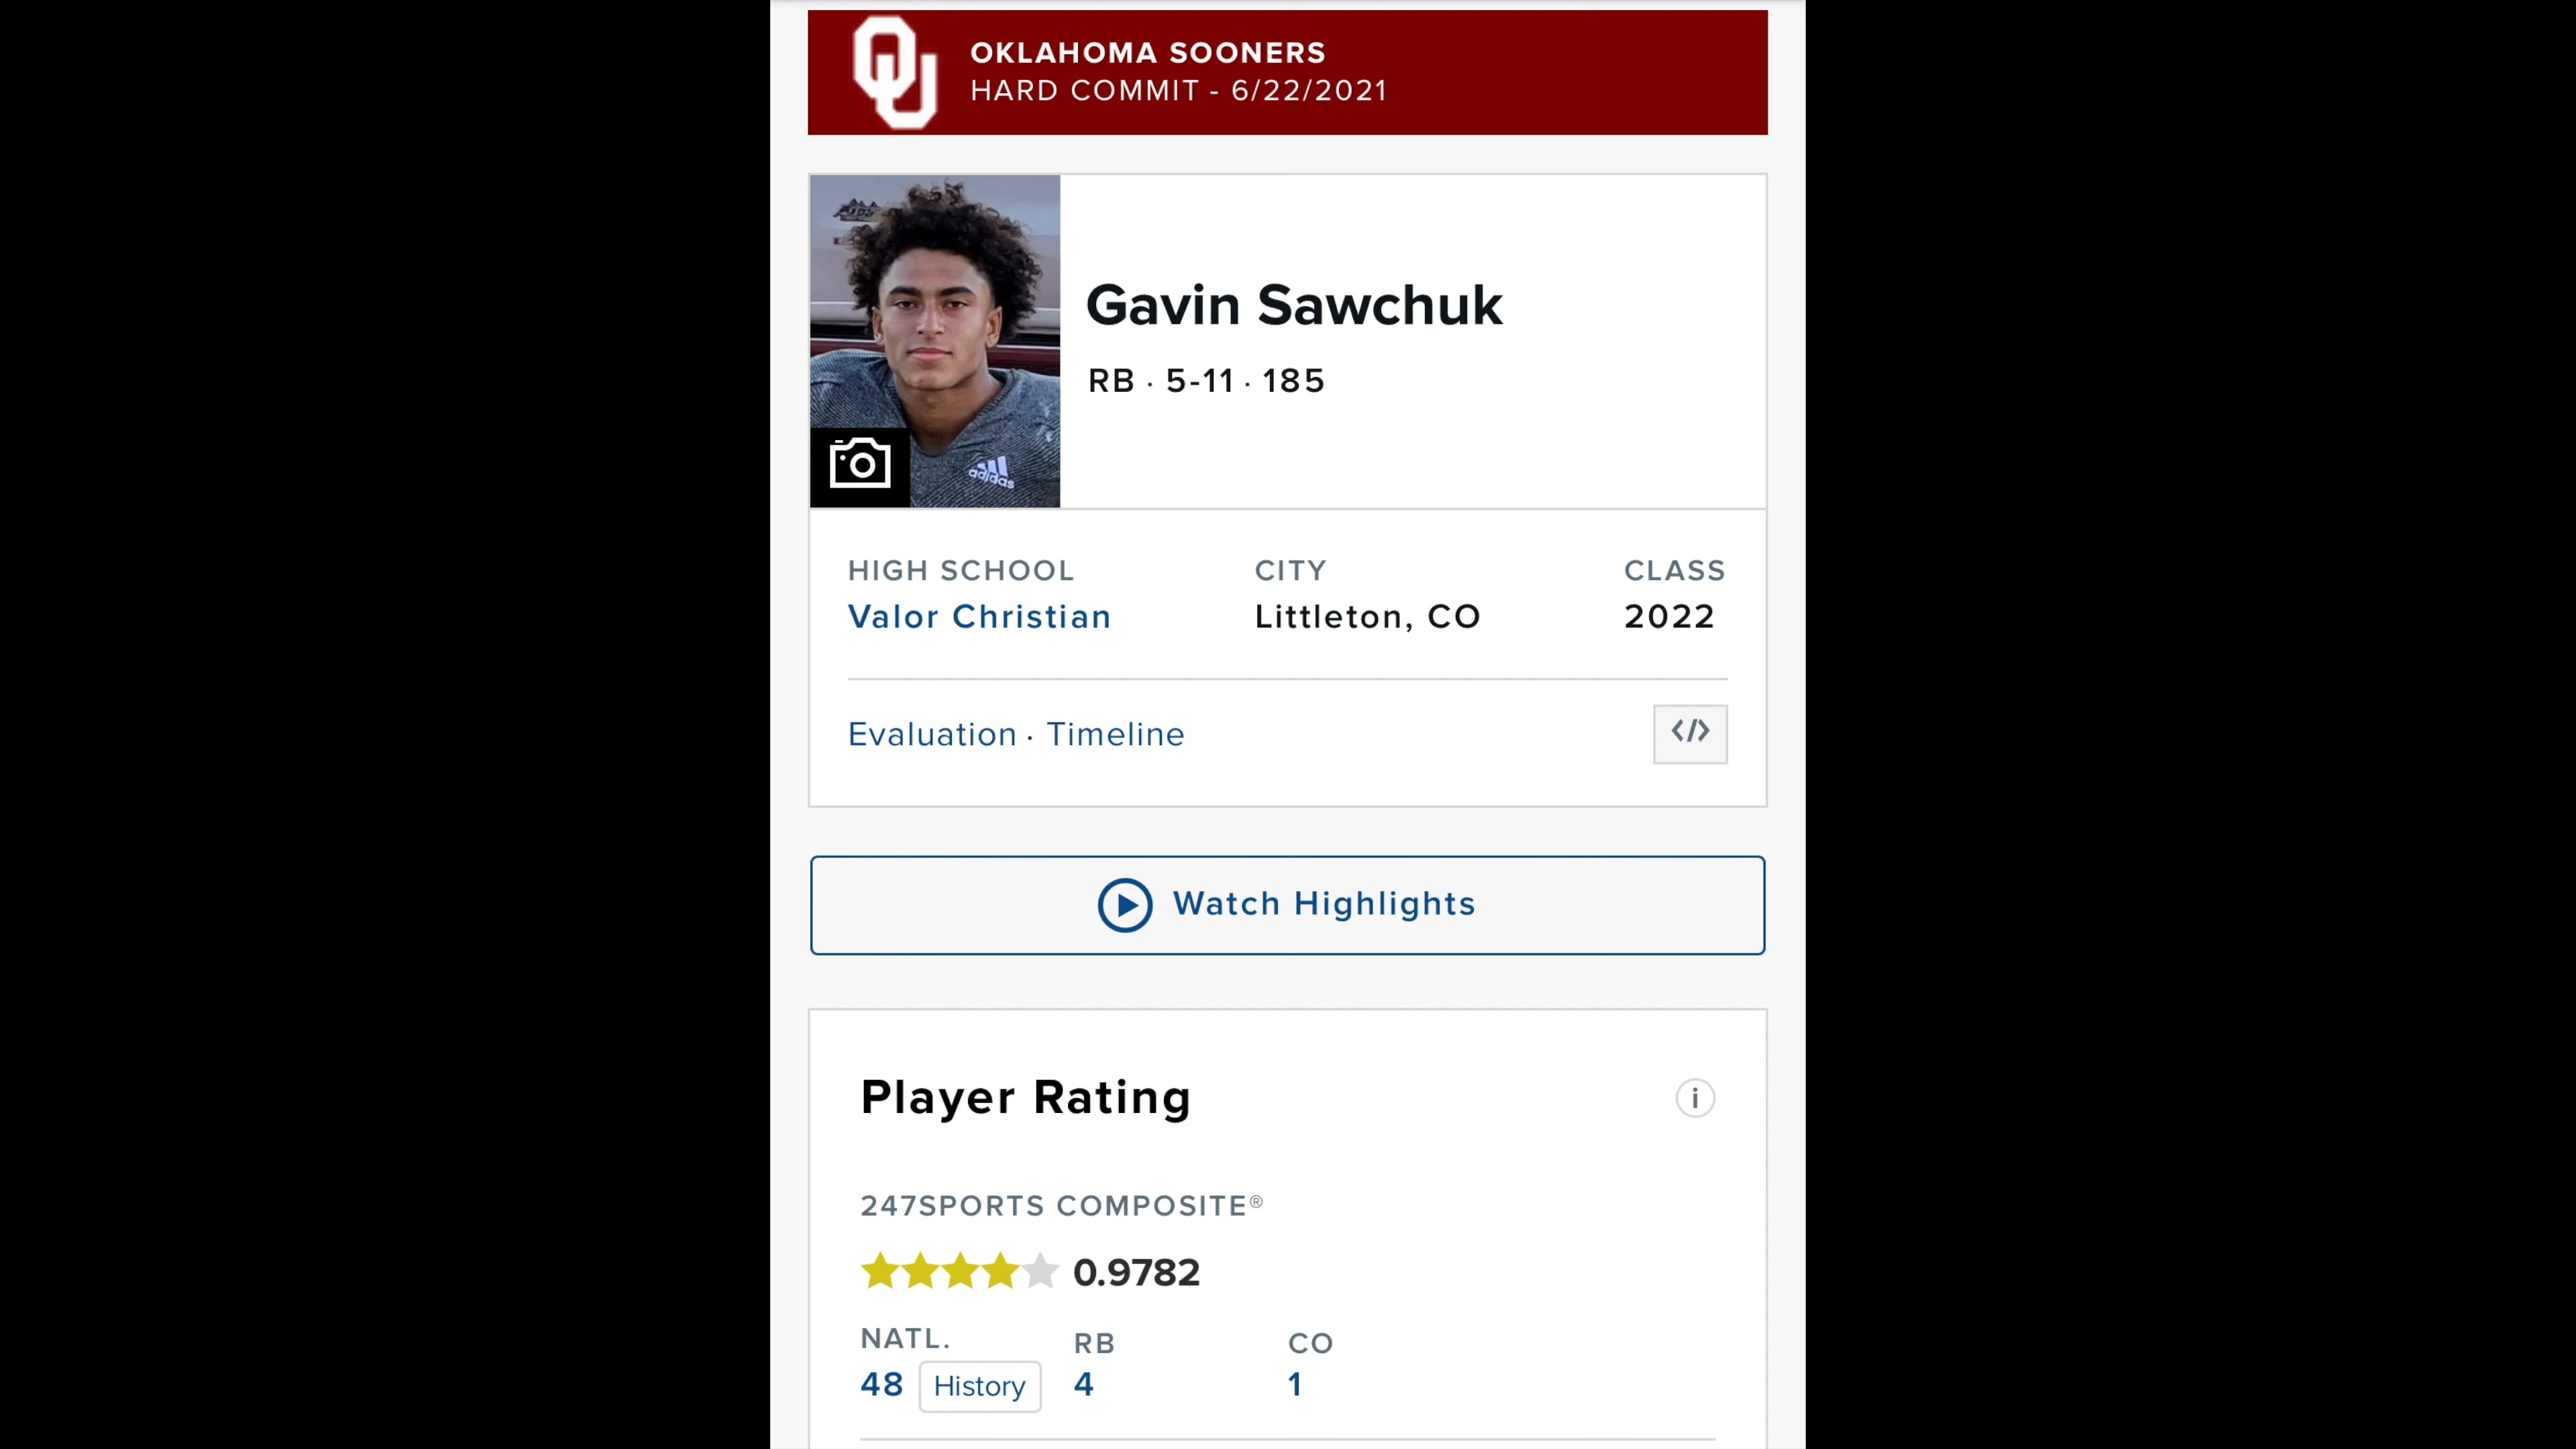 OU
OKLAHOMA SOONERS
HARD COMMIT - 6/22/2021
Gavin Sawchuk
RB · 5-11 · 185
adidas
HIGH SCHOOL CITY CLASS
Valor Christian Littleton, CO 2022
Evaluation · Timeline </>
Watch Highlights
Player Rating i
247SPORTS COMPOSITE®
0.9782
NATL. RB CO
48 History 4 1